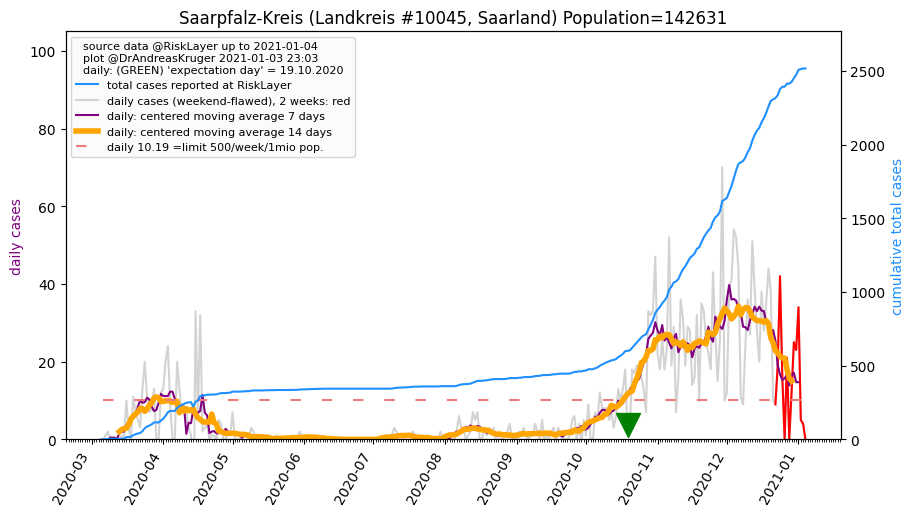 Saarpfalz-Kreis (Landkreis #10045, Saarland) Population=142631
source data @RiskLayer up to 2021-01-04
plot @DrAndreasKruger 2021-01-03 23:03
daily: (GREEN) 'expectation day' = 19.10.2020
total cases reported at RiskLayer
daily cases (weekend-flawed), 2 weeks: red
daily: centered moving average 7 days
daily: centered moving average 14 days
daily 10.19 =limit 500/week/1mio pop.
daily cases
100
80
60
40
20
0
cumulative total cases
2500
2000
1500
1000
500
0
2020-03
2020-04
2020-05
2020-06
2020-07
2020-08
2020-09
2020-10
2020-11
2020-12
2021-01